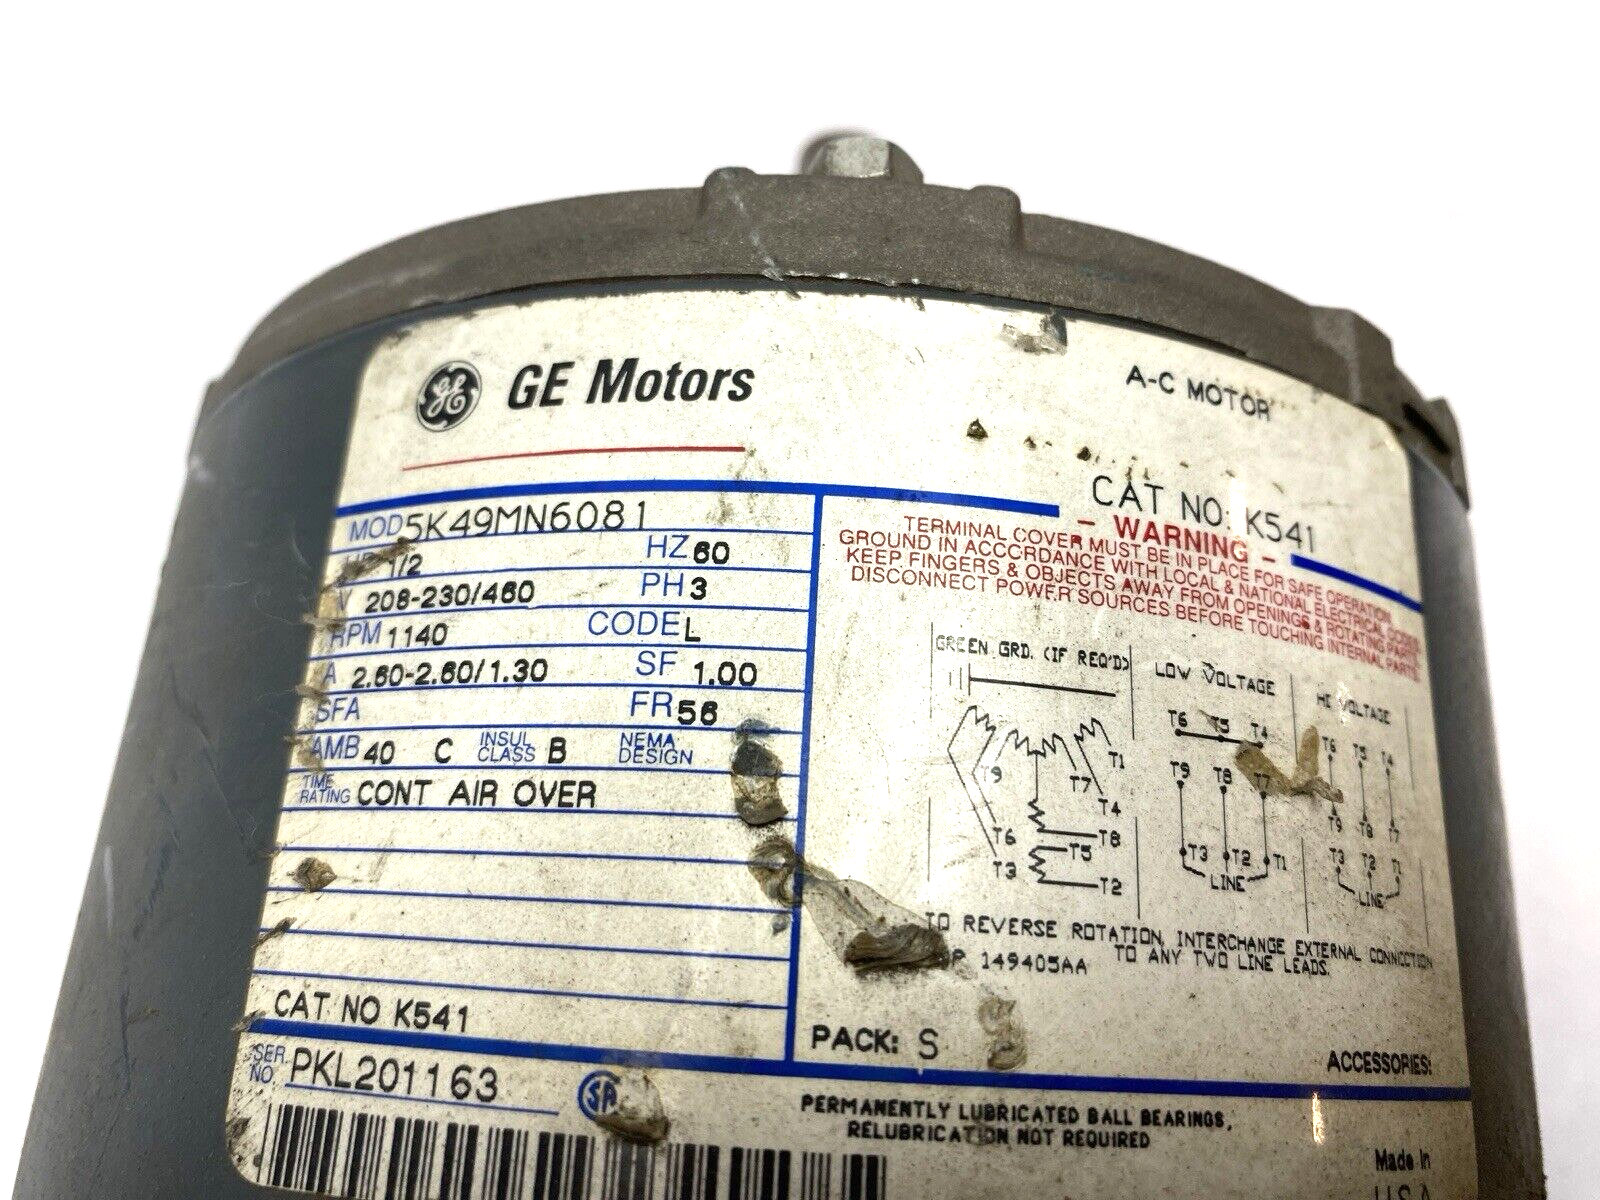 GE Motors
A-C MOTOR
CAT NO: K541
- WARNING -
TERMINAL COVER MUST BE IN PLACE FOR SAFE OPERATION.
GROUND IN ACCCRDANCE WITH LOCAL & NATIONAL ELECTRICAL CODES.
KEEP FINGERS & OBJECTS AWAY FROM OPENINGS & ROTATING PARTS.
DISCONNECT POWER SOURCES BEFORE TOUCHING INTERNAL PARTS.
MOD 5K49MN6081
HP 1/2 HZ 60
V 208-230/460 PH 3
RPM 1140 CODE L
A 2.60-2.60/1.30 SF 1.00
SFA FR 56
AMB 40 C INSUL CLASS B NEMA DESIGN
TIME RATING CONT AIR OVER
CAT NO K541
SER. NO. PKL201163
SA
GREEN GRD. (IF REQ'D)
T9 T7 T1
T4
T6 T8
T5
T3 T2
LOW VOLTAGE
T6 T5 T4
T9 T8 T7
T3 T2 T1
LINE
HI VOLTAGE
T6 T5 T4
T9 T8 T7
T3 T2 T1
LINE
TO REVERSE ROTATION, INTERCHANGE EXTERNAL CONNCCTION
TO ANY TWO LINE LEADS.
149405AA
PACK: S
ACCESSORIES:
PERMANENTLY LUBRICATED BALL BEARINGS,
RELUBRICATION NOT REQUIRED
Made In
U.S.A.